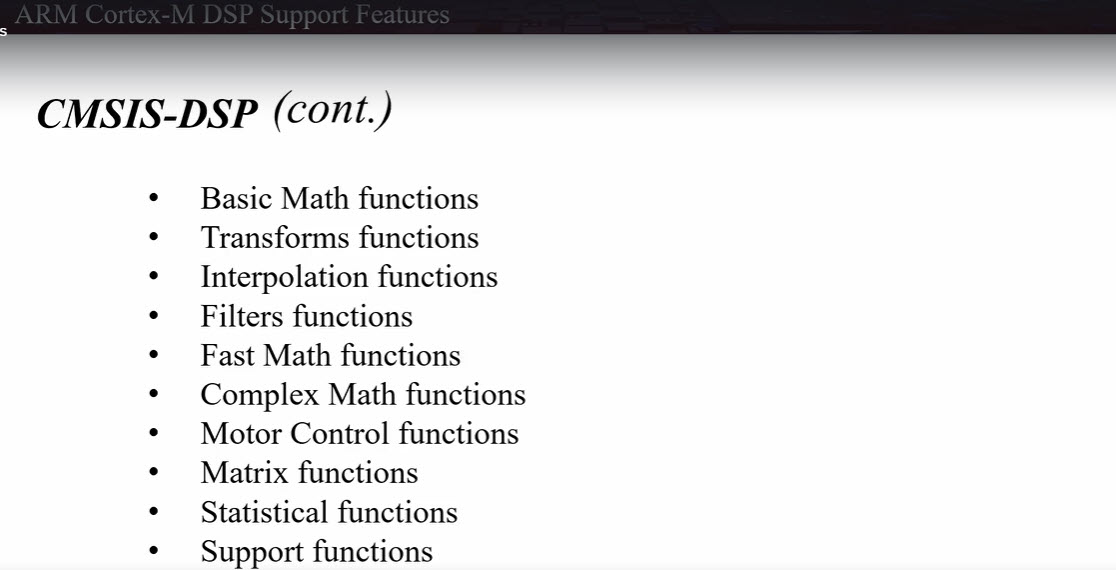 ARM Cortex-M DSP Support Features
s
CMSIS-DSP (cont.)
• Basic Math functions
• Transforms functions
• Interpolation functions
• Filters functions
• Fast Math functions
• Complex Math functions
• Motor Control functions
• Matrix functions
• Statistical functions
• Support functions